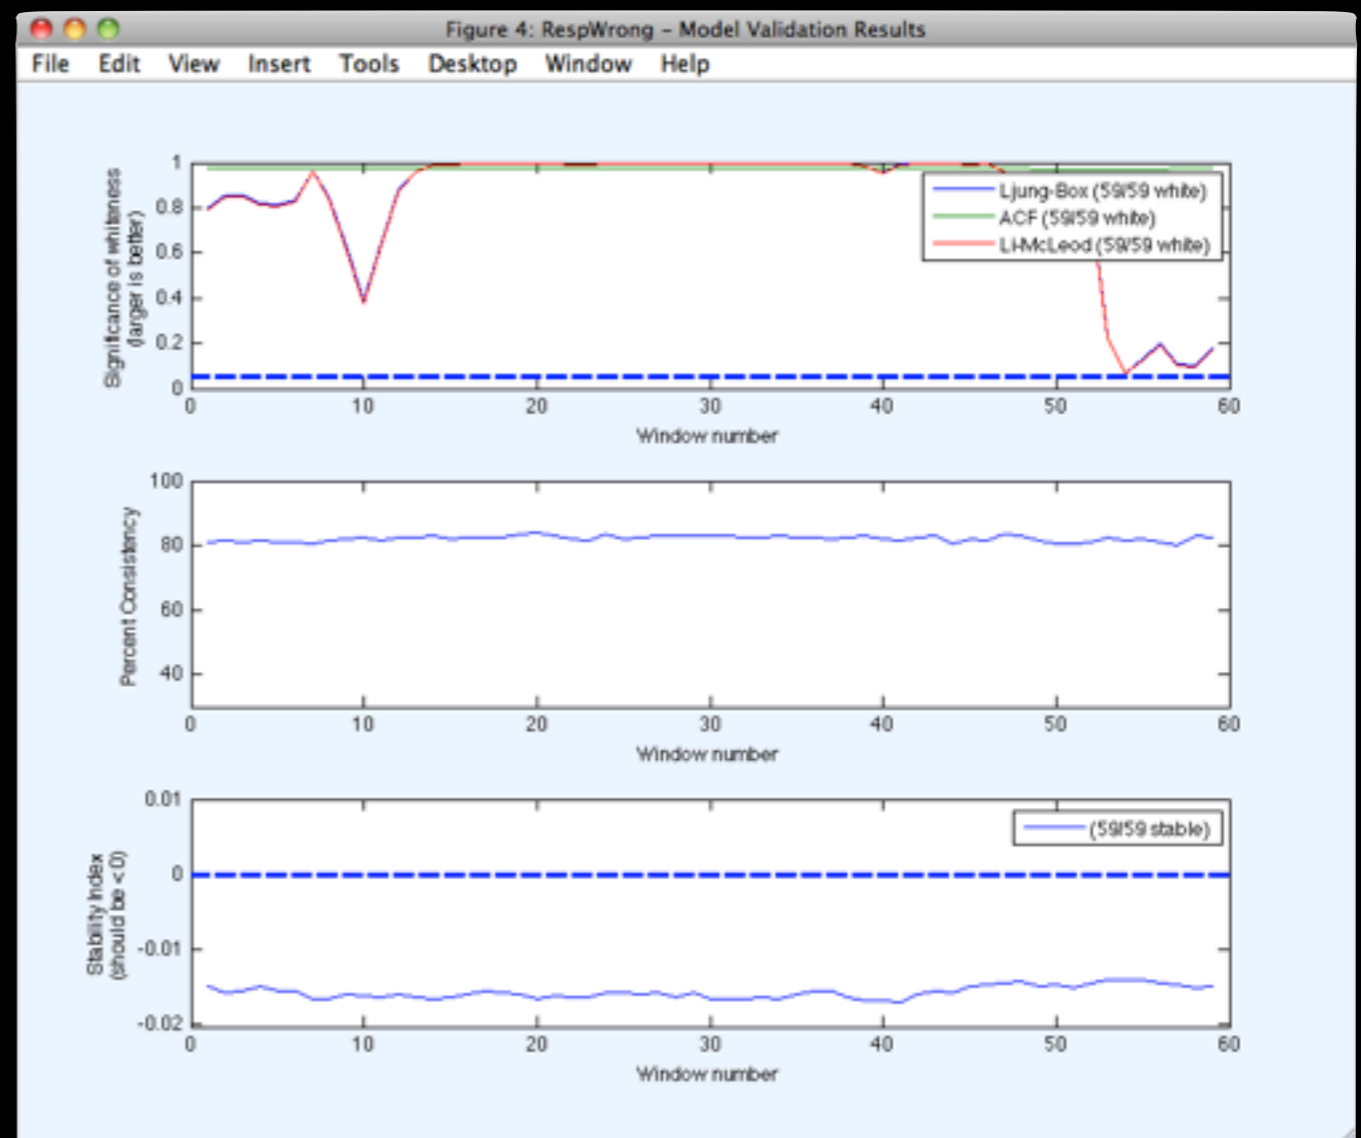 Figure 4: RespWrong – Model Validation Results
File Edit View Insert Tools Desktop Window Help
Significance of whiteness
(larger is better)
1
0.8
0.6
0.4
0.2
0
Ljung-Box (59/59 white)
ACF (59/59 white)
Li-McLeod (59/59 white)
0 10 20 30 40 50 60
Window number
Percent Consistency
100
80
60
40
0 10 20 30 40 50 60
Window number
Stability Index
(should be <0)
0.01
0
-0.01
-0.02
(59/59 stable)
0 10 20 30 40 50 60
Window number